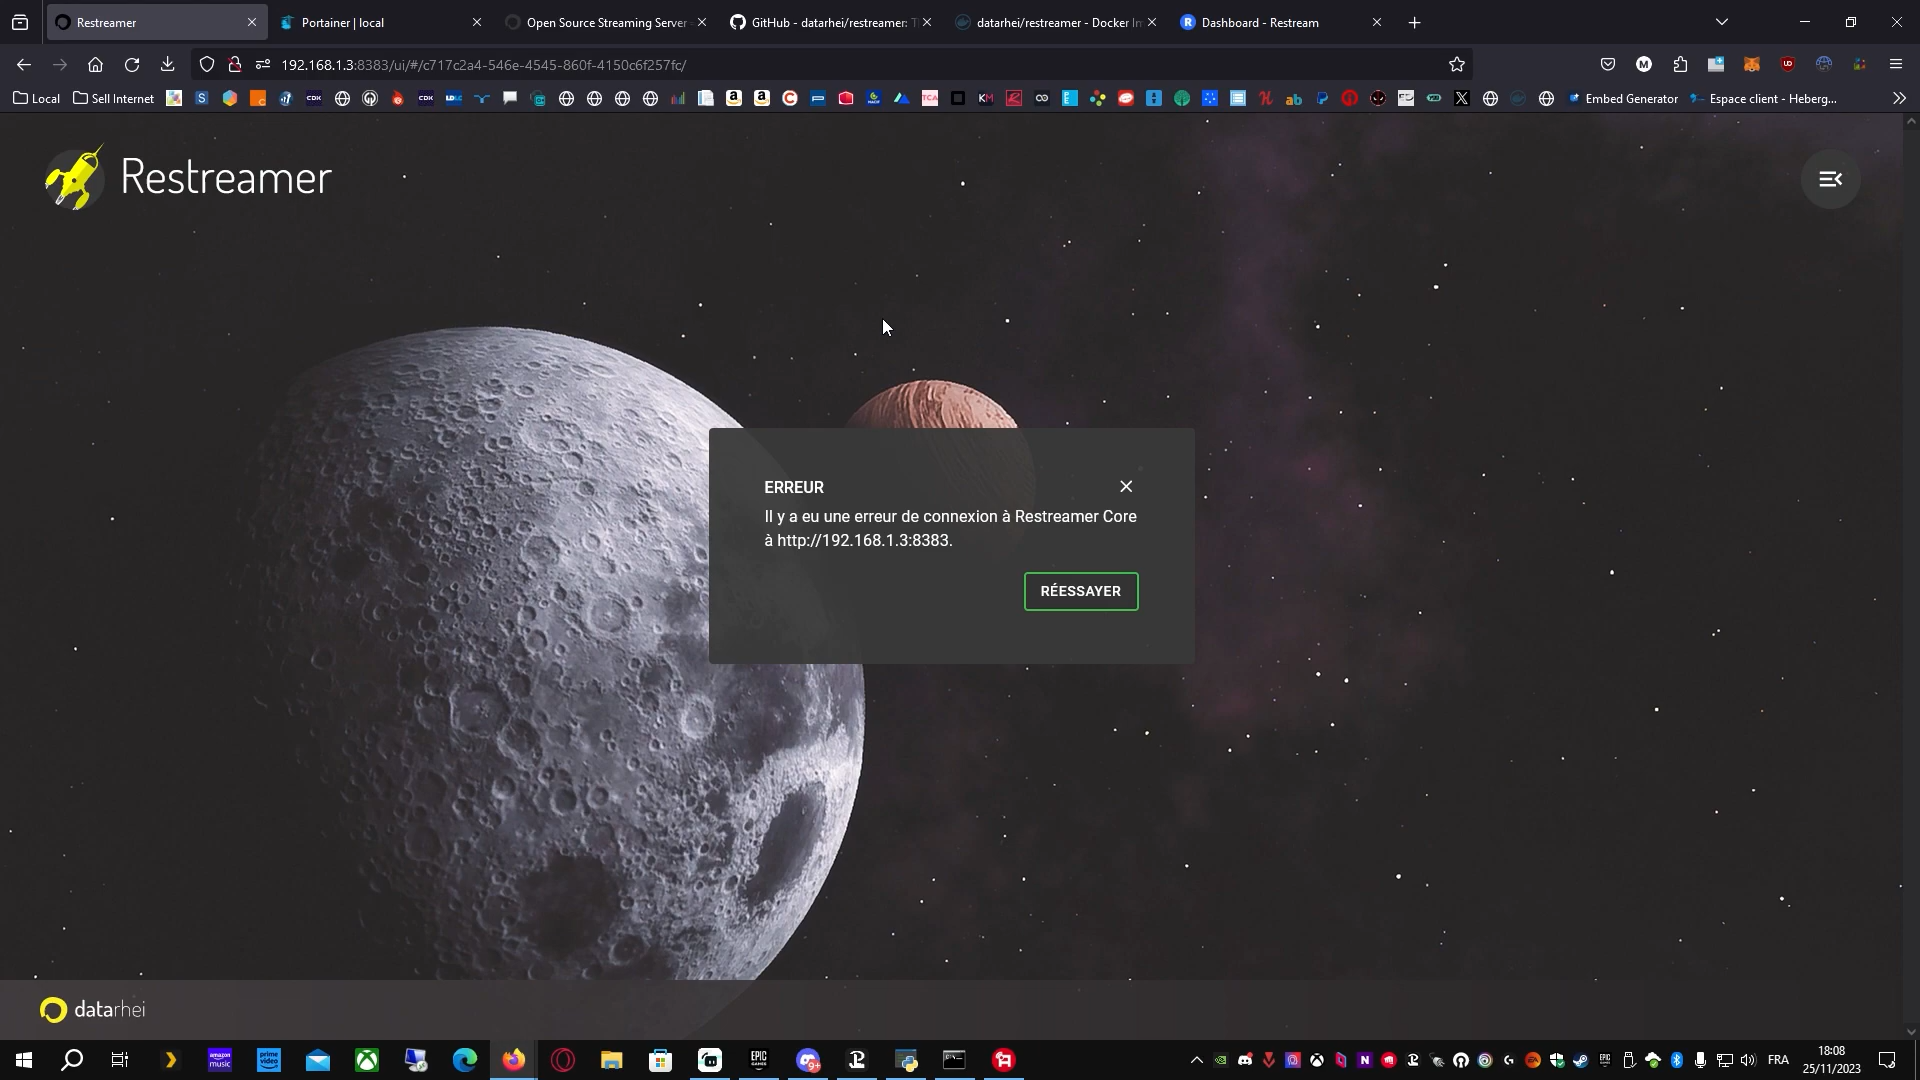 Restreamer
Portainer | local
Open Source Streaming Server
GitHub - datarhei/restreamer:
datarhei/restreamer - Docker
Dashboard - Restream
192.168.1.3:8383/ui/#/c717c2a4-546e-4545-860f-4150c6f257fc/
Local
Sell Internet
Embed Generator
Espace client - Heberg...
Restreamer
ERREUR
Il y a eu une erreur de connexion à Restreamer Core
à http://192.168.1.3:8383.
RÉESSAYER
datarhei
FRA
18:08
25/11/2023